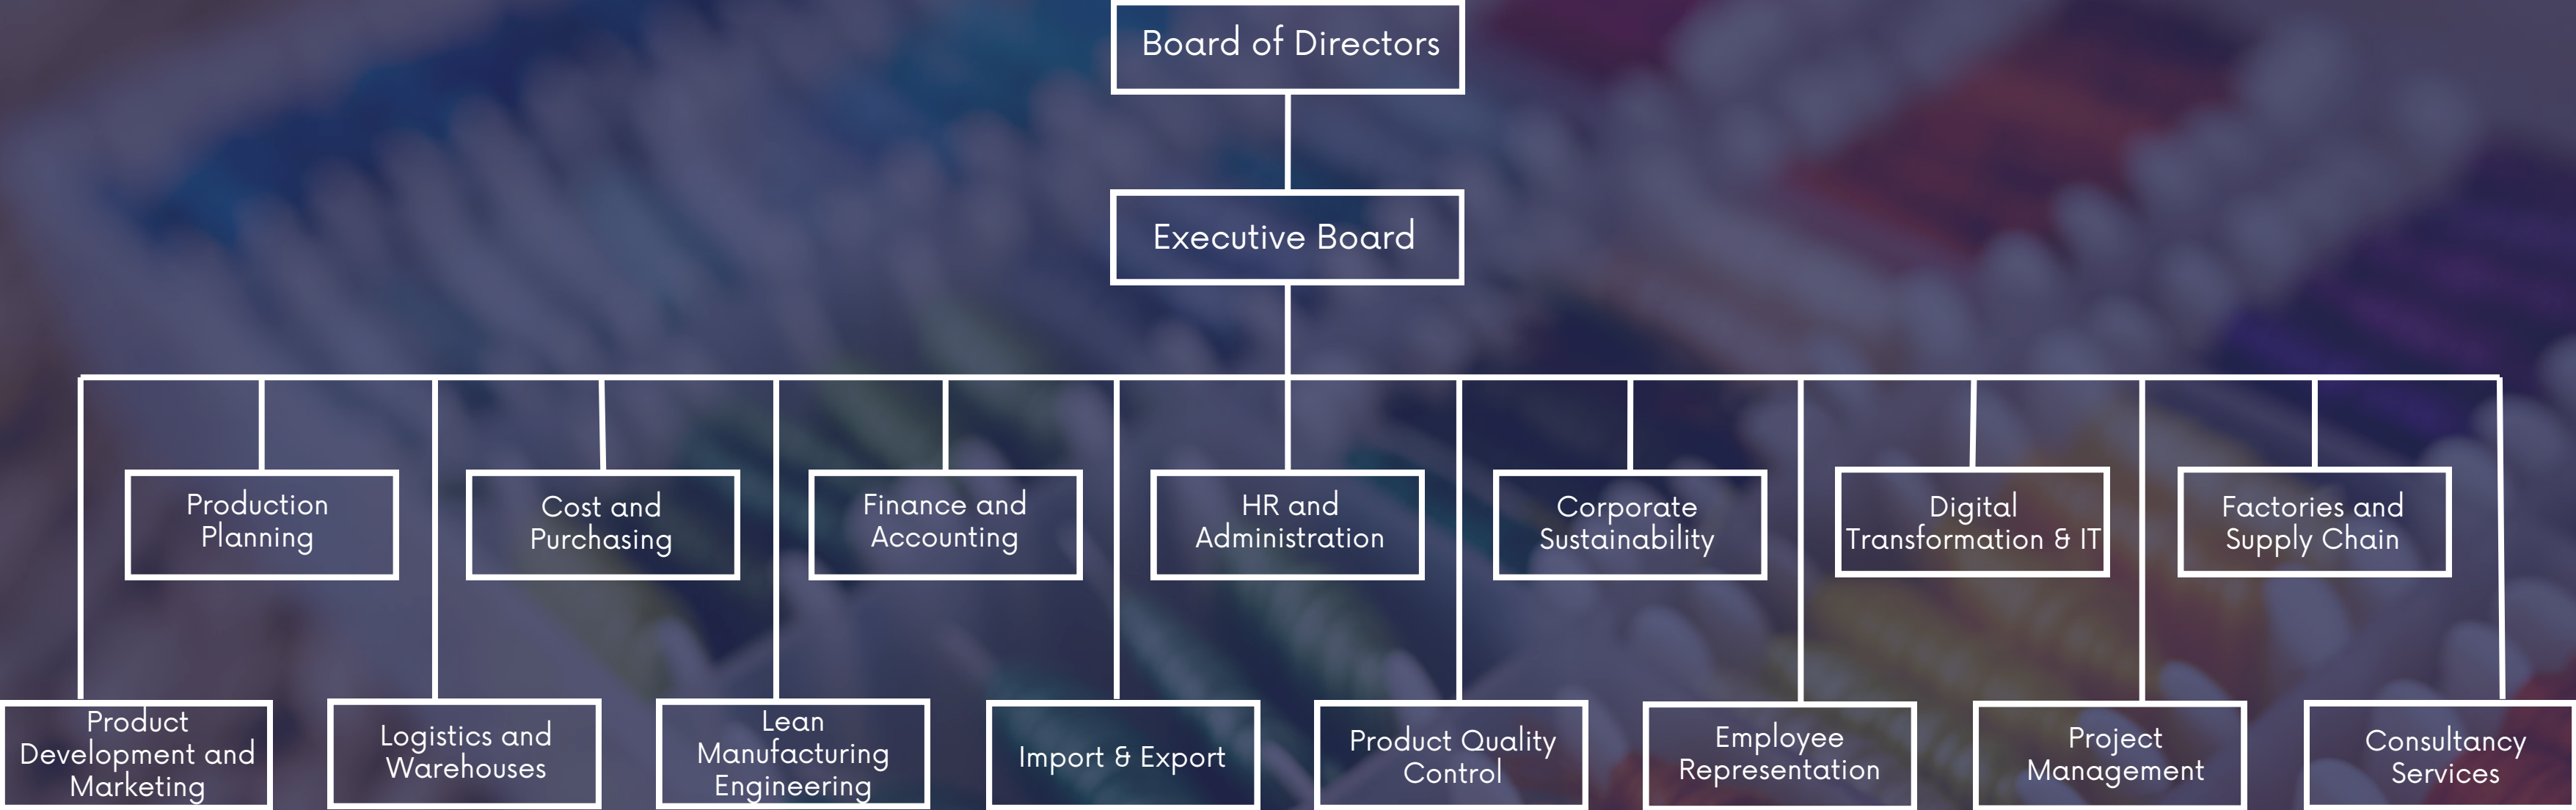 Board of Directors
Executive Board
Production
Planning
Cost and
Purchasing
Finance and
Accounting
HR and
Administration
Corporate
Sustainability
Digital
Transformation & IT
Factories and
Supply Chain
Product
Development and
Marketing
Logistics and
Warehouses
Lean
Manufacturing
Engineering
Import & Export
Product Quality
Control
Employee
Representation
Project
Management
Consultancy
Services